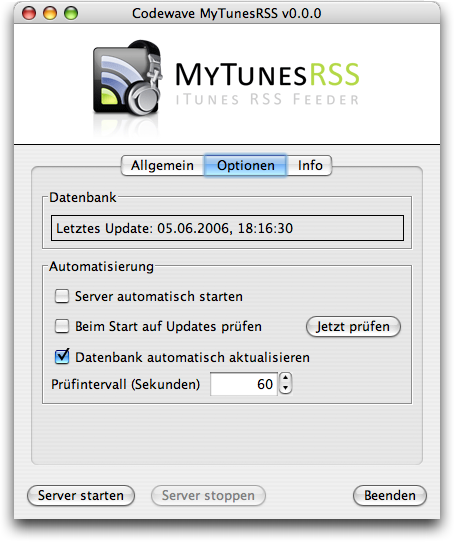 Codewave MyTunesRSS v0.0.0
MyTunesRSS
iTunes RSS Feeder
Allgemein Optionen Info
Datenbank
Letztes Update: 05.06.2006, 18:16:30
Automatisierung
Server automatisch starten
Beim Start auf Updates prüfen Jetzt prüfen
Datenbank automatisch aktualisieren
Prüfintervall (Sekunden) 60
Server starten Server stoppen Beenden